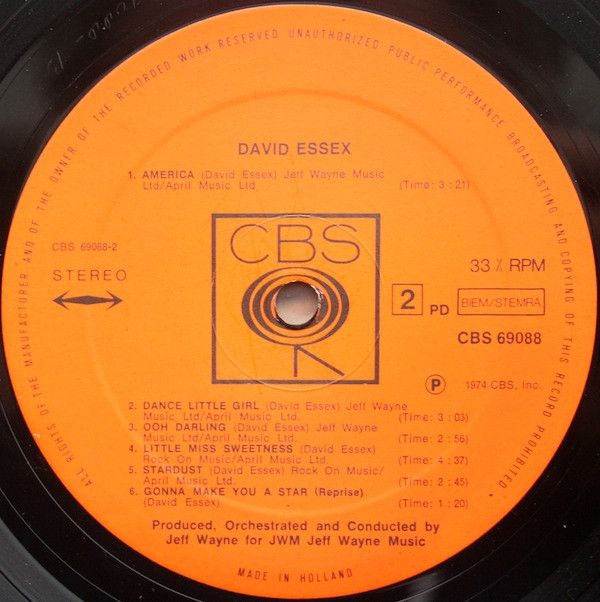 ALL RIGHTS OF THE MANUFACTURER AND OF THE OWNER OF THE RECORDED WORK RESERVED UNAUTHORIZED PUBLIC PERFORMANCE BROADCASTING AND COPYING OF THIS RECORD PROHIBITED
DAVID ESSEX
1. AMERICA (David Essex) Jeff Wayne Music
Ltd/April Music Ltd. (Time: 3 : 21)
CBS
CBS 69088-2
STEREO
33⅓ RPM
2 PD BIEM/STEMRA
CBS 69088
Ⓟ 1974 CBS, Inc.
2. DANCE LITTLE GIRL (David Essex) Jeff Wayne
Music Ltd/April Music Ltd. (Time: 3 : 03)
3. OOH DARLING (David Essex) Jeff Wayne
Music Ltd/April Music Ltd. (Time: 2 : 56)
4. LITTLE MISS SWEETNESS (David Essex)
Rock On Music/April Music Ltd. (Time: 4 : 37)
5. STARDUST (David Essex) Rock On Music/
April Music Ltd. (Time: 2 : 45)
6. GONNA MAKE YOU A STAR (Reprise)
(David Essex) (Time: 1 : 20)
Produced, Orchestrated and Conducted by
Jeff Wayne for JWM Jeff Wayne Music
MADE IN HOLLAND